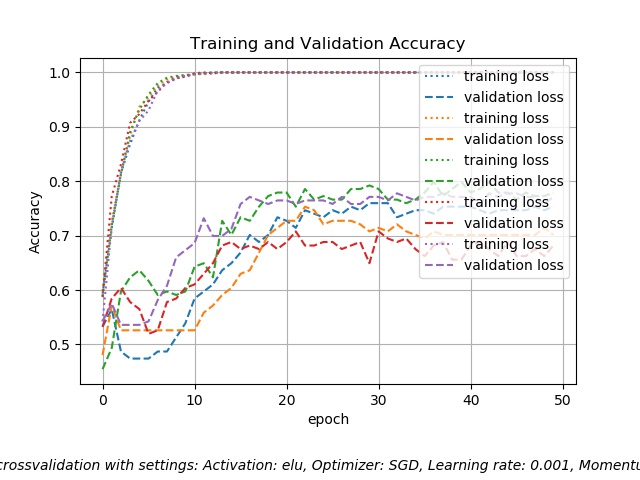 Training and Validation Accuracy
1.0
0.9
0.8
0.7
0.6
0.5
Accuracy
training loss
validation loss
training loss
validation loss
training loss
validation loss
training loss
validation loss
training loss
validation loss
0 10 20 30 40 50
epoch
crossvalidation with settings: Activation: elu, Optimizer: SGD, Learning rate: 0.001,